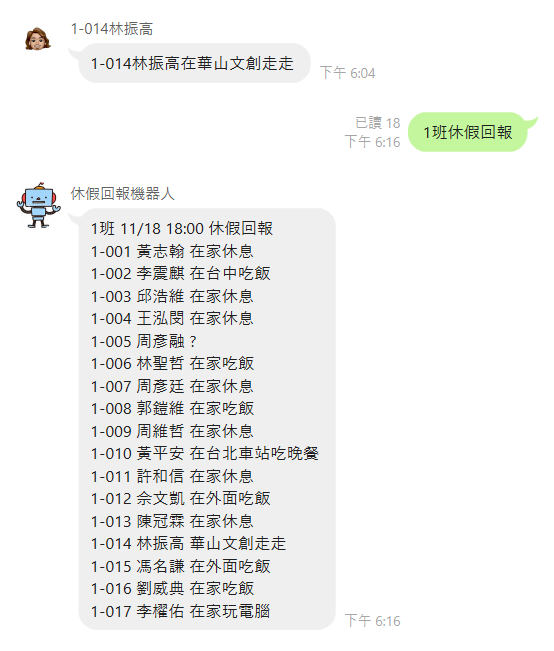 1-014林振高
1-014林振高在華山文創走走
下午 6:04
已讀 18
下午 6:16
1班休假回報
休假回報機器人
1班 11/18 18:00 休假回報
1-001 黃志翰 在家休息
1-002 李震麒 在台中吃飯
1-003 邱浩維 在家休息
1-004 王泓閔 在家休息
1-005 周彥融 ?
1-006 林聖哲 在家吃飯
1-007 周彥廷 在家休息
1-008 郭鎧維 在家吃飯
1-009 周維哲 在家休息
1-010 黃平安 在台北車站吃晚餐
1-011 許和信 在家休息
1-012 佘文凱 在外面吃飯
1-013 陳冠霖 在家休息
1-014 林振高 華山文創走走
1-015 馮名謙 在外面吃飯
1-016 劉威典 在家吃飯
1-017 李櫂佑 在家玩電腦
下午 6:16